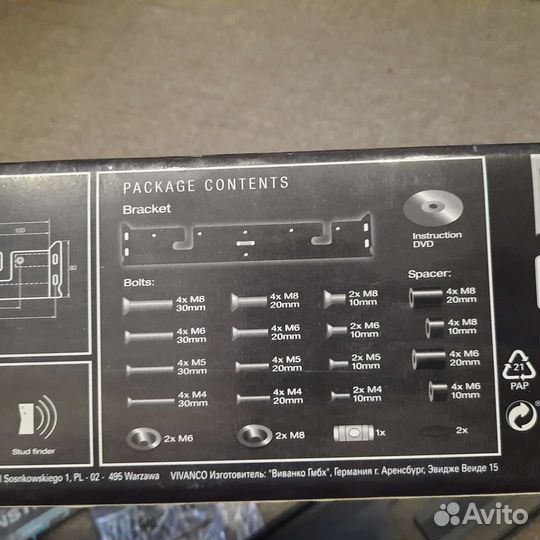 PACKAGE CONTENTS
Bracket
Instruction
DVD
100
80
Bolts:
Spacer:
4x M8
30mm
4x M8
20mm
2x M8
10mm
4x M8
20mm
4x M6
30mm
4x M6
20mm
2x M6
10mm
4x M8
10mm
4x M5
30mm
4x M5
20mm
2x M5
10mm
4x M6
20mm
4x M4
30mm
4x M4
20mm
2x M4
10mm
4x M6
10mm
2x M6
2x M8
1x
2x
Stud finder
21
PAP
l Sosnkowskiego 1, PL - 02 - 495 Warzawa VIVANCO Изготовитель: "Виванко Гмбх", Германия г. Аренсбург, Эвидже Веиде 15
Avito